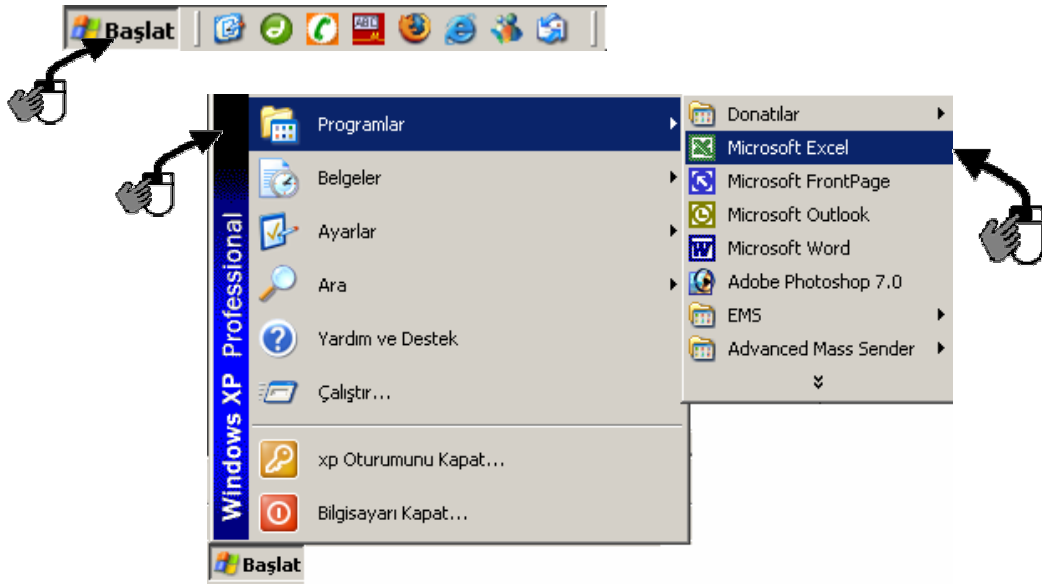 Başlat
Programlar
Belgeler
Ayarlar
Ara
Yardım ve Destek
Çalıştır...
xp Oturumunu Kapat...
Bilgisayarı Kapat...
Windows XP Professional
Donatılar
Microsoft Excel
Microsoft FrontPage
Microsoft Outlook
Microsoft Word
Adobe Photoshop 7.0
EMS
Advanced Mass Sender
Başlat